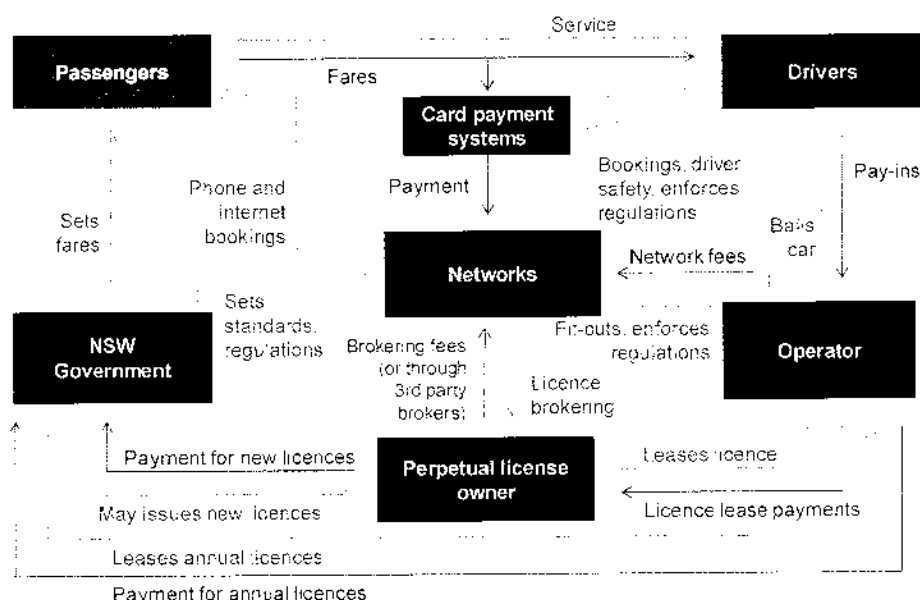 Service
Passengers
Drivers
Fares
Card payment
systems
Phone and
internet
bookings
Payment
Bookings, driver
safety, enforces
regulations
Pay-ins
Sets
fares
Bails
car
Networks
Network fees
Sets
standards,
regulations
NSW
Government
Brokering fees
(or through
3rd party
brokers)
Fit-outs, enforces
regulations
Operator
Licence
brokering
Payment for new licences
Perpetual license
owner
Leases licence
May issues new licences
Licence lease payments
Leases annual licences
Payment for annual licences